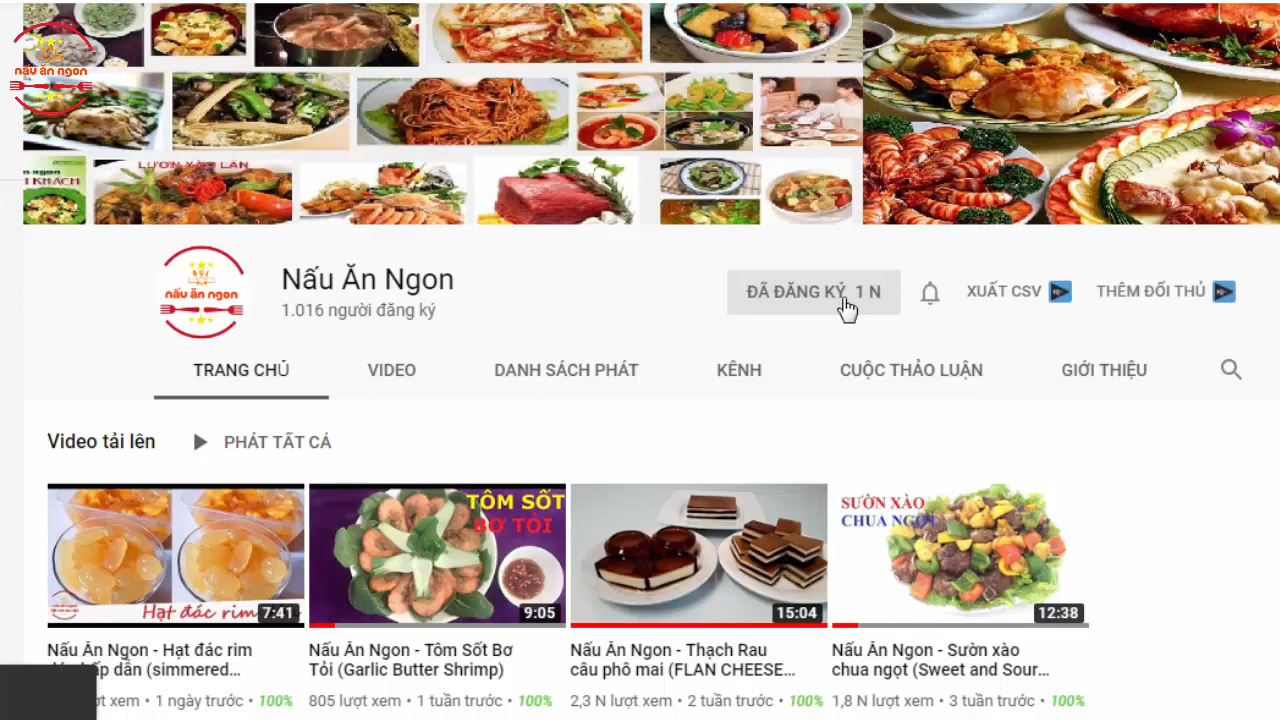 nấu ăn ngon
LƯƠN XÀO LĂN
KHÁCH
nấu ăn ngon
Nấu Ăn Ngon
1.016 người đăng ký
ĐÃ ĐĂNG KÝ 1 N
XUẤT CSV
THÊM ĐỐI THỦ
TRANG CHỦ
VIDEO
DANH SÁCH PHÁT
KÊNH
CUỘC THẢO LUẬN
GIỚI THIỆU
Video tải lên
PHÁT TẤT CẢ
Hạt đác rim
7:41
TÔM SỐT
BƠ TỎI
9:05
15:04
SƯỜN XÀO
CHUA NGỌT
12:38
Nấu Ăn Ngon - Hạt đác rim
hấp dẫn (simmered...
xem • 1 ngày trước • 100%
Nấu Ăn Ngon - Tôm Sốt Bơ
Tỏi (Garlic Butter Shrimp)
805 lượt xem • 1 tuần trước • 100%
Nấu Ăn Ngon - Thạch Rau
câu phô mai (FLAN CHEESE...
2,3 N lượt xem • 2 tuần trước • 100%
Nấu Ăn Ngon - Sườn xào
chua ngọt (Sweet and Sour...
1,8 N lượt xem • 3 tuần trước • 100%